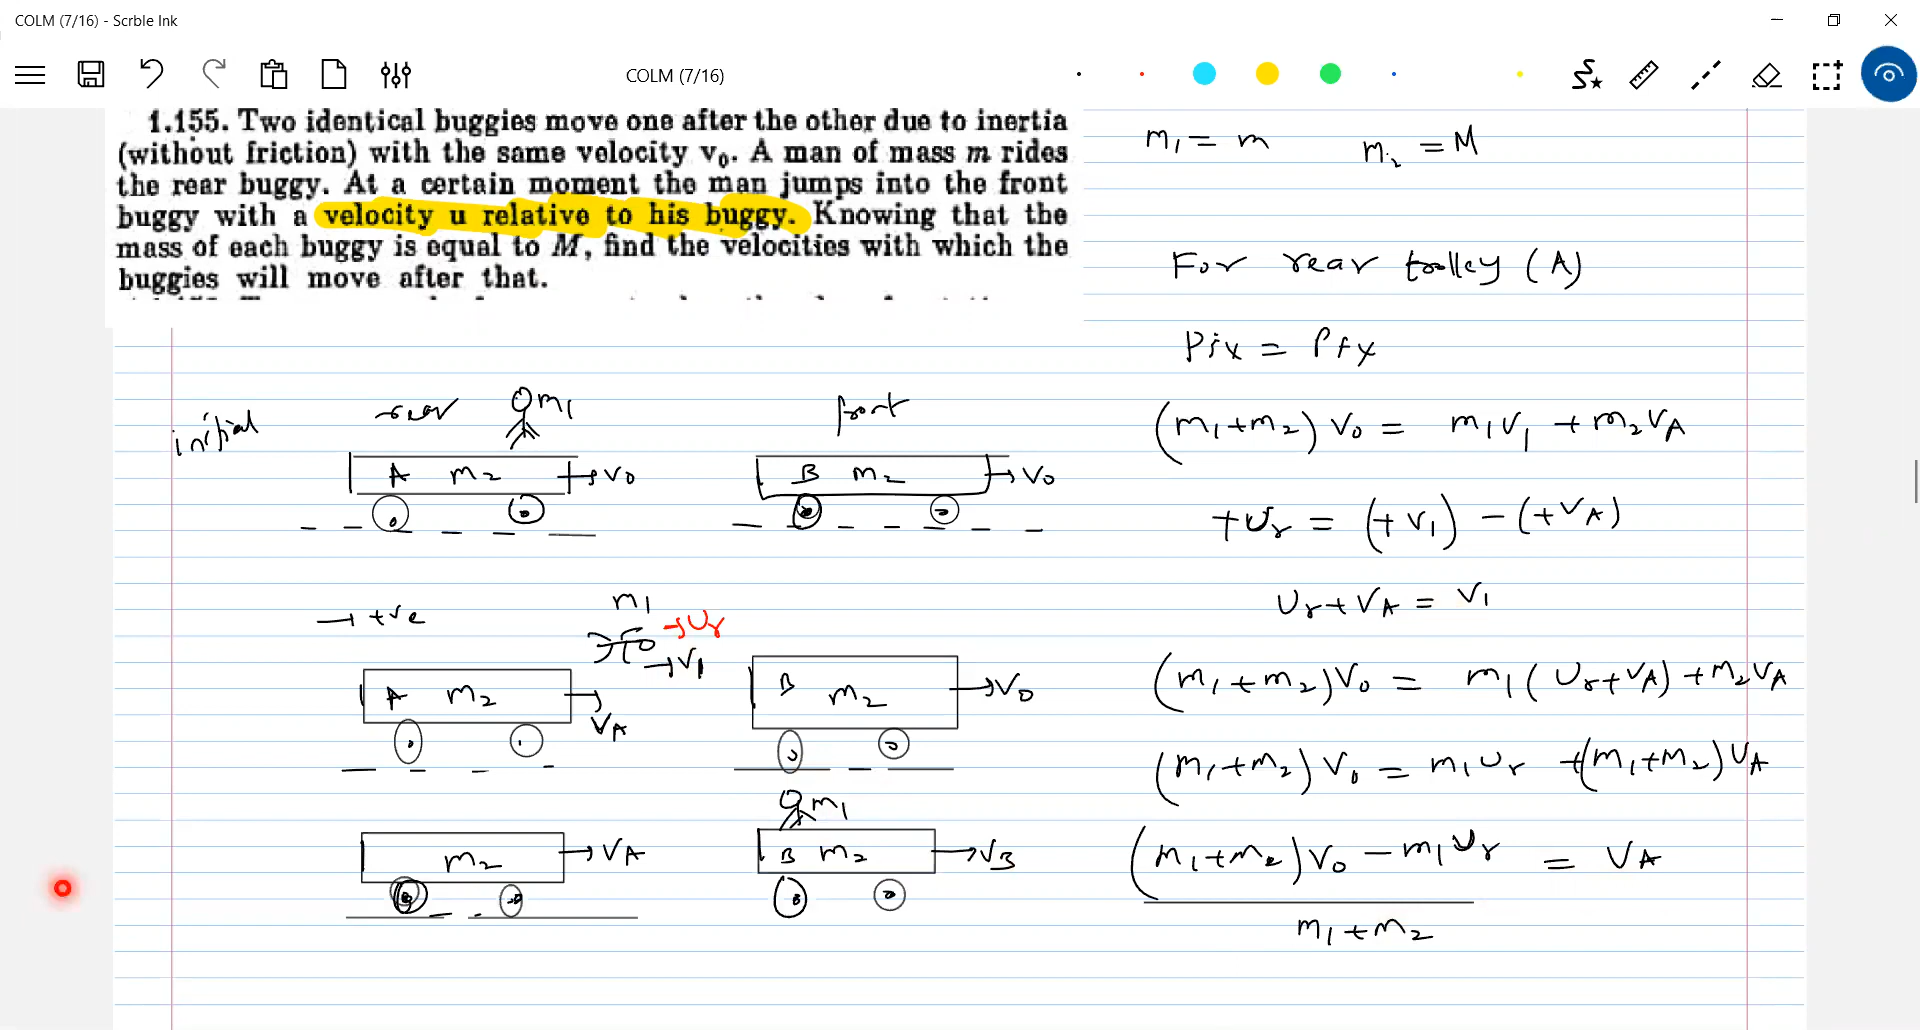 COLM (7/16) - Scrble Ink
COLM (7/16)
1.155. Two identical buggies move one after the other due to inertia
(without friction) with the same velocity v₀. A man of mass m rides
the rear buggy. At a certain moment the man jumps into the front
buggy with a velocity u relative to his buggy. Knowing that the
mass of each buggy is equal to M, find the velocities with which the
buggies will move after that.
m₁ = m    m₂ = M
For rear trolley (A)
Pix = Pfx
initial rear m₁ front
A m₂ → v₀ B m₂ → v₀
(m₁+m₂) v₀ = m₁v₁ + m₂vA
+ur = (+v₁) - (+vA)
→ +ve m₁ → ur
→ v₁
ur + vA = v₁
A m₂ → vA B m₂ → v₀
(m₁+m₂)v₀ = m₁(ur+vA) + m₂vA
(m₁+m₂) v₀ = m₁ur + (m₁+m₂)vA
m₁
m₂ → vA B m₂ → vB
(m₁+m₂)v₀ - m₁ur = vA
m₁+m₂